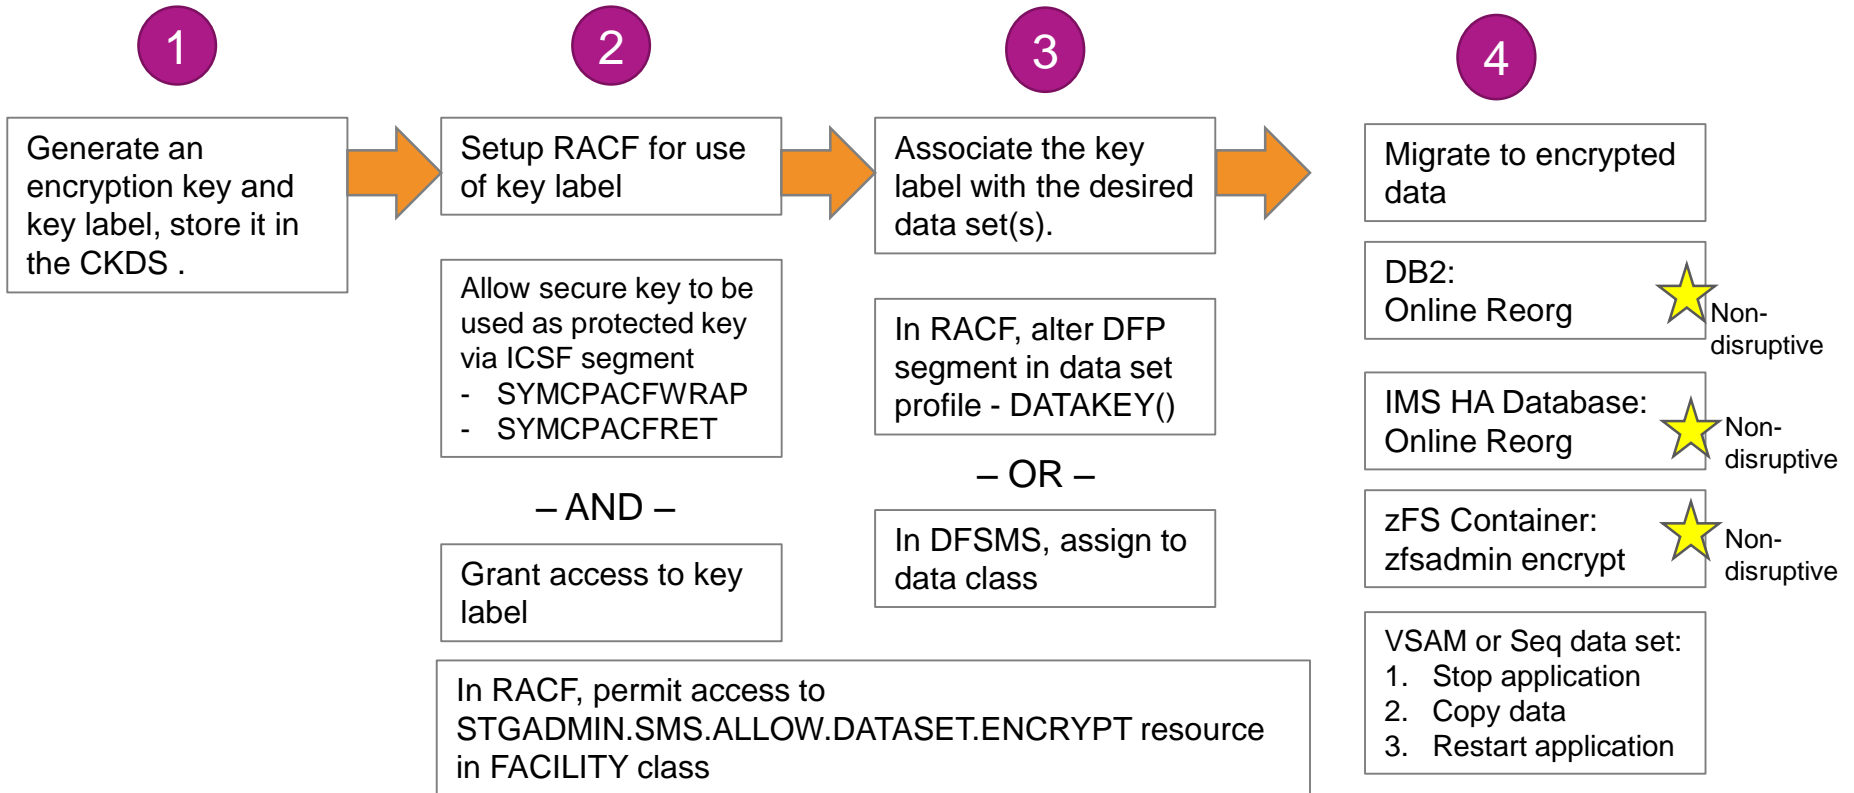 1
Generate an
encryption key and
key label, store it in
the CKDS .
2
Setup RACF for use
of key label
Allow secure key to be
used as protected key
via ICSF segment
- SYMCPACFWRAP
- SYMCPACFRET
– AND –
Grant access to key
label
In RACF, permit access to
STGADMIN.SMS.ALLOW.DATASET.ENCRYPT resource
in FACILITY class
3
Associate the key
label with the desired
data set(s).
In RACF, alter DFP
segment in data set
profile - DATAKEY()
– OR –
In DFSMS, assign to
data class
4
Migrate to encrypted
data
DB2:
Online Reorg
Non-
disruptive
IMS HA Database:
Online Reorg
Non-
disruptive
zFS Container:
zfsadmin encrypt
Non-
disruptive
VSAM or Seq data set:
1. Stop application
2. Copy data
3. Restart application